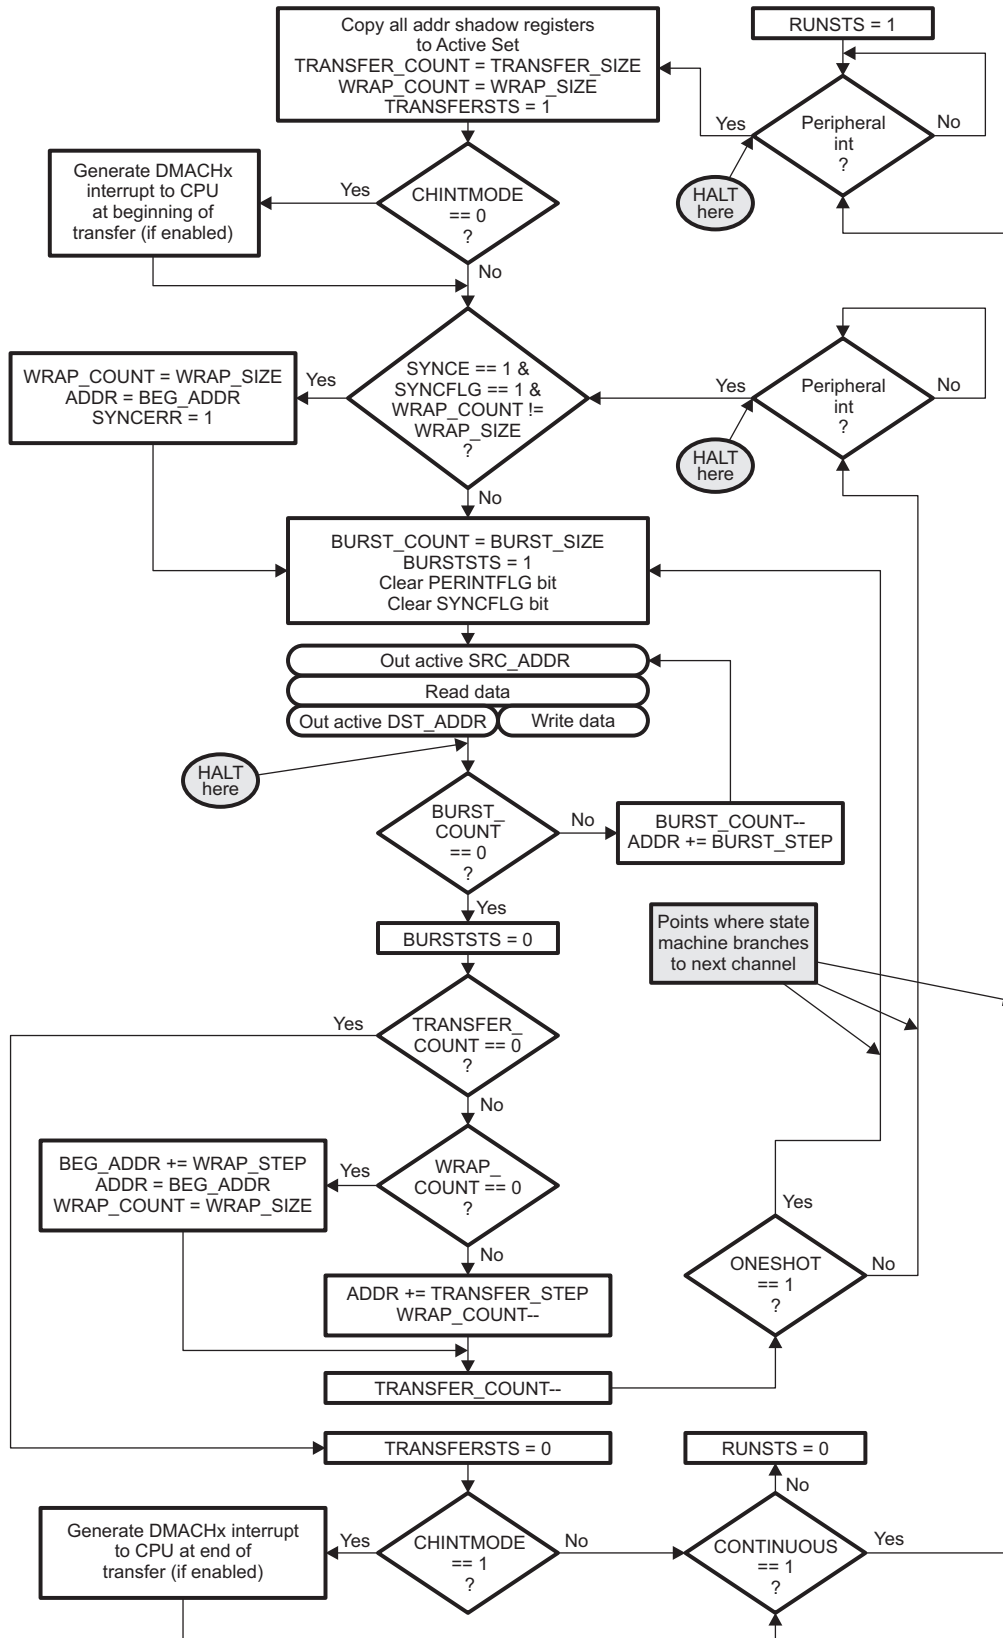 Copy all addr shadow registers
to Active Set
TRANSFER_COUNT = TRANSFER_SIZE
WRAP_COUNT = WRAP_SIZE
TRANSFERSTS = 1
RUNSTS = 1
Peripheral
int
?
Yes
No
HALT
here
Generate DMACHx
interrupt to CPU
at beginning of
transfer (if enabled)
Yes
CHINTMODE
== 0
?
No
WRAP_COUNT = WRAP_SIZE
ADDR = BEG_ADDR
SYNCERR = 1
Yes
SYNCE == 1 &
SYNCFLG == 1 &
WRAP_COUNT !=
WRAP_SIZE
?
No
Yes
Peripheral
int
?
No
HALT
here
BURST_COUNT = BURST_SIZE
BURSTSTS = 1
Clear PERINTFLG bit
Clear SYNCFLG bit
Out active SRC_ADDR
Read data
Out active DST_ADDR
Write data
HALT
here
BURST_
COUNT
== 0
?
No
BURST_COUNT--
ADDR += BURST_STEP
Yes
BURSTSTS = 0
Points where state
machine branches
to next channel
Yes
TRANSFER_
COUNT == 0
?
No
BEG_ADDR += WRAP_STEP
ADDR = BEG_ADDR
WRAP_COUNT = WRAP_SIZE
Yes
WRAP_
COUNT == 0
?
No
ADDR += TRANSFER_STEP
WRAP_COUNT--
TRANSFER_COUNT--
Yes
ONESHOT
== 1
?
No
TRANSFERSTS = 0
RUNSTS = 0
No
Generate DMACHx interrupt
to CPU at end of
transfer (if enabled)
Yes
CHINTMODE
== 1
?
No
CONTINUOUS
== 1
?
Yes